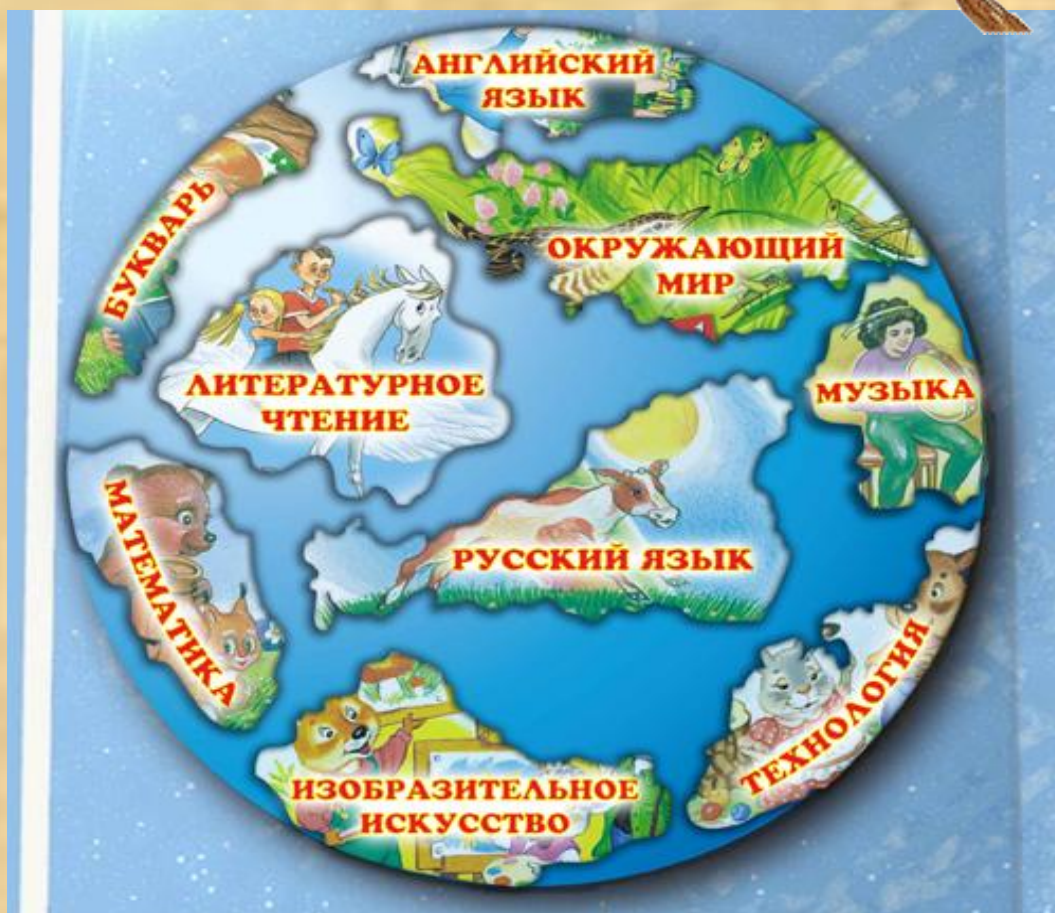 АНГЛИЙСКИЙ
ЯЗЫК
БУКВАРЬ
ОКРУЖАЮЩИЙ
МИР
ЛИТЕРАТУРНОЕ
ЧТЕНИЕ
МУЗЫКА
МАТЕМАТИКА
РУССКИЙ ЯЗЫК
ТЕХНОЛОГИЯ
ИЗОБРАЗИТЕЛЬНОЕ
ИСКУССТВО